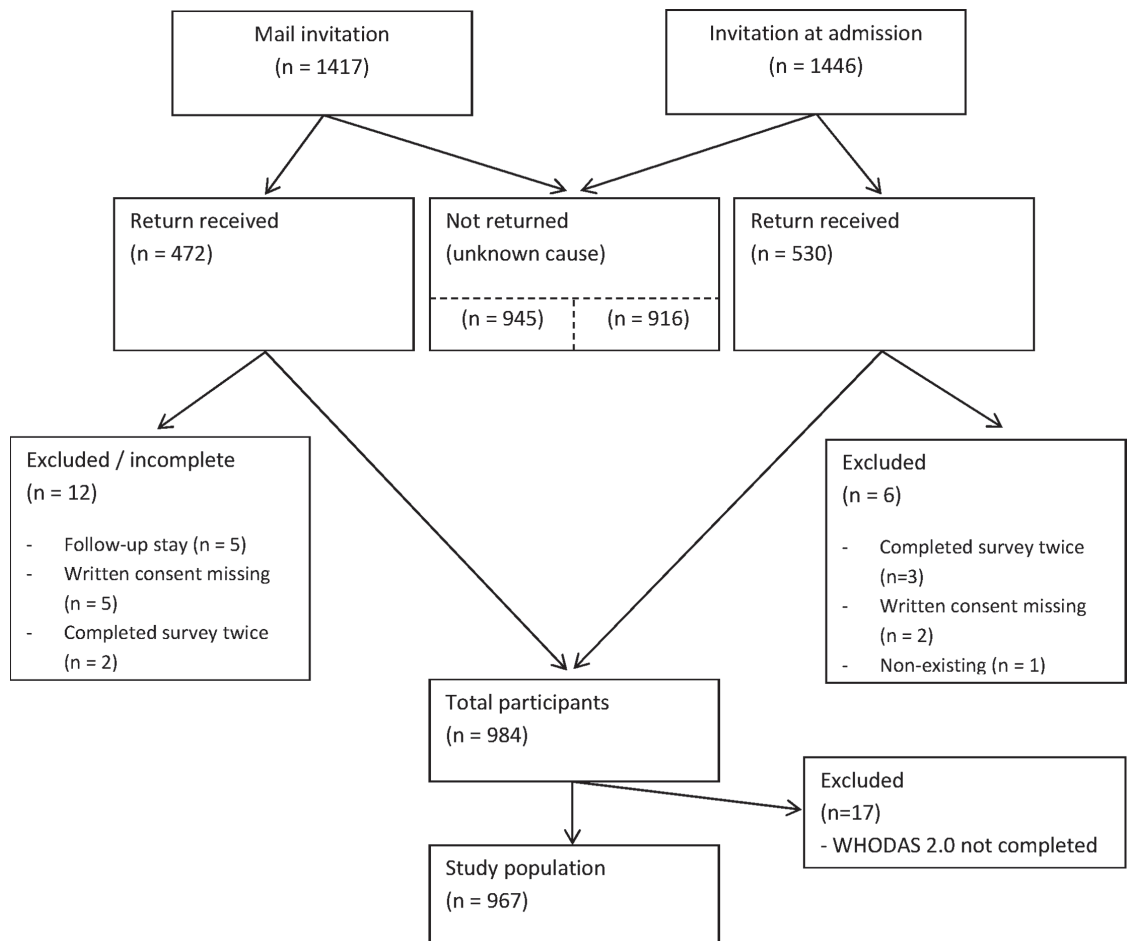 Mail invitation
(n = 1417)
Invitation at admission
(n = 1446)
Return received
(n = 472)
Not returned
(unknown cause)
(n = 945)
(n = 916)
Return received
(n = 530)
Excluded / incomplete
(n = 12)
- Follow-up stay (n = 5)
- Written consent missing
(n = 5)
- Completed survey twice
(n = 2)
Excluded
(n = 6)
- Completed survey twice
(n=3)
- Written consent missing
(n = 2)
- Non-existing (n = 1)
Total participants
(n = 984)
Excluded
(n=17)
- WHODAS 2.0 not completed
Study population
(n = 967)